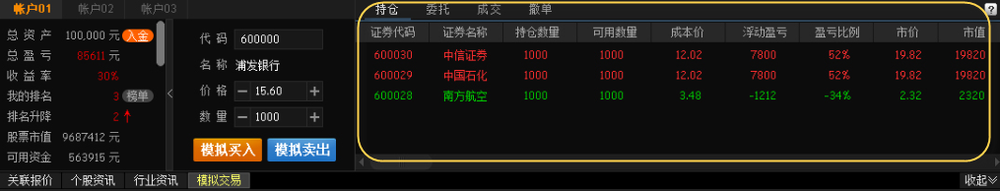 帐户01 帐户02 帐户03
总资产 100,000 元 入金
总盈亏 85611 元
收益率 30%
我的排名 3 榜单
排名升降 2 ↑
股票市值 9687412 元
可用资金 563915 元
代码 600000
名称 浦发银行
价格 － 15.60 ＋
数量 － 1000 ＋
模拟买入 模拟卖出
持仓 委托 成交 撤单 ?
证券代码 证券名称 持仓数量 可用数量 成本价 浮动盈亏 盈亏比例 市价 市值
600030 中信证券 1000 1000 12.02 7800 52% 19.82 19820
600029 中国石化 1000 1000 12.02 7800 52% 19.82 19820
600028 南方航空 1000 1000 3.48 -1212 -34% 2.32 2320
关联报价 个股资讯 行业资讯 模拟交易 收起